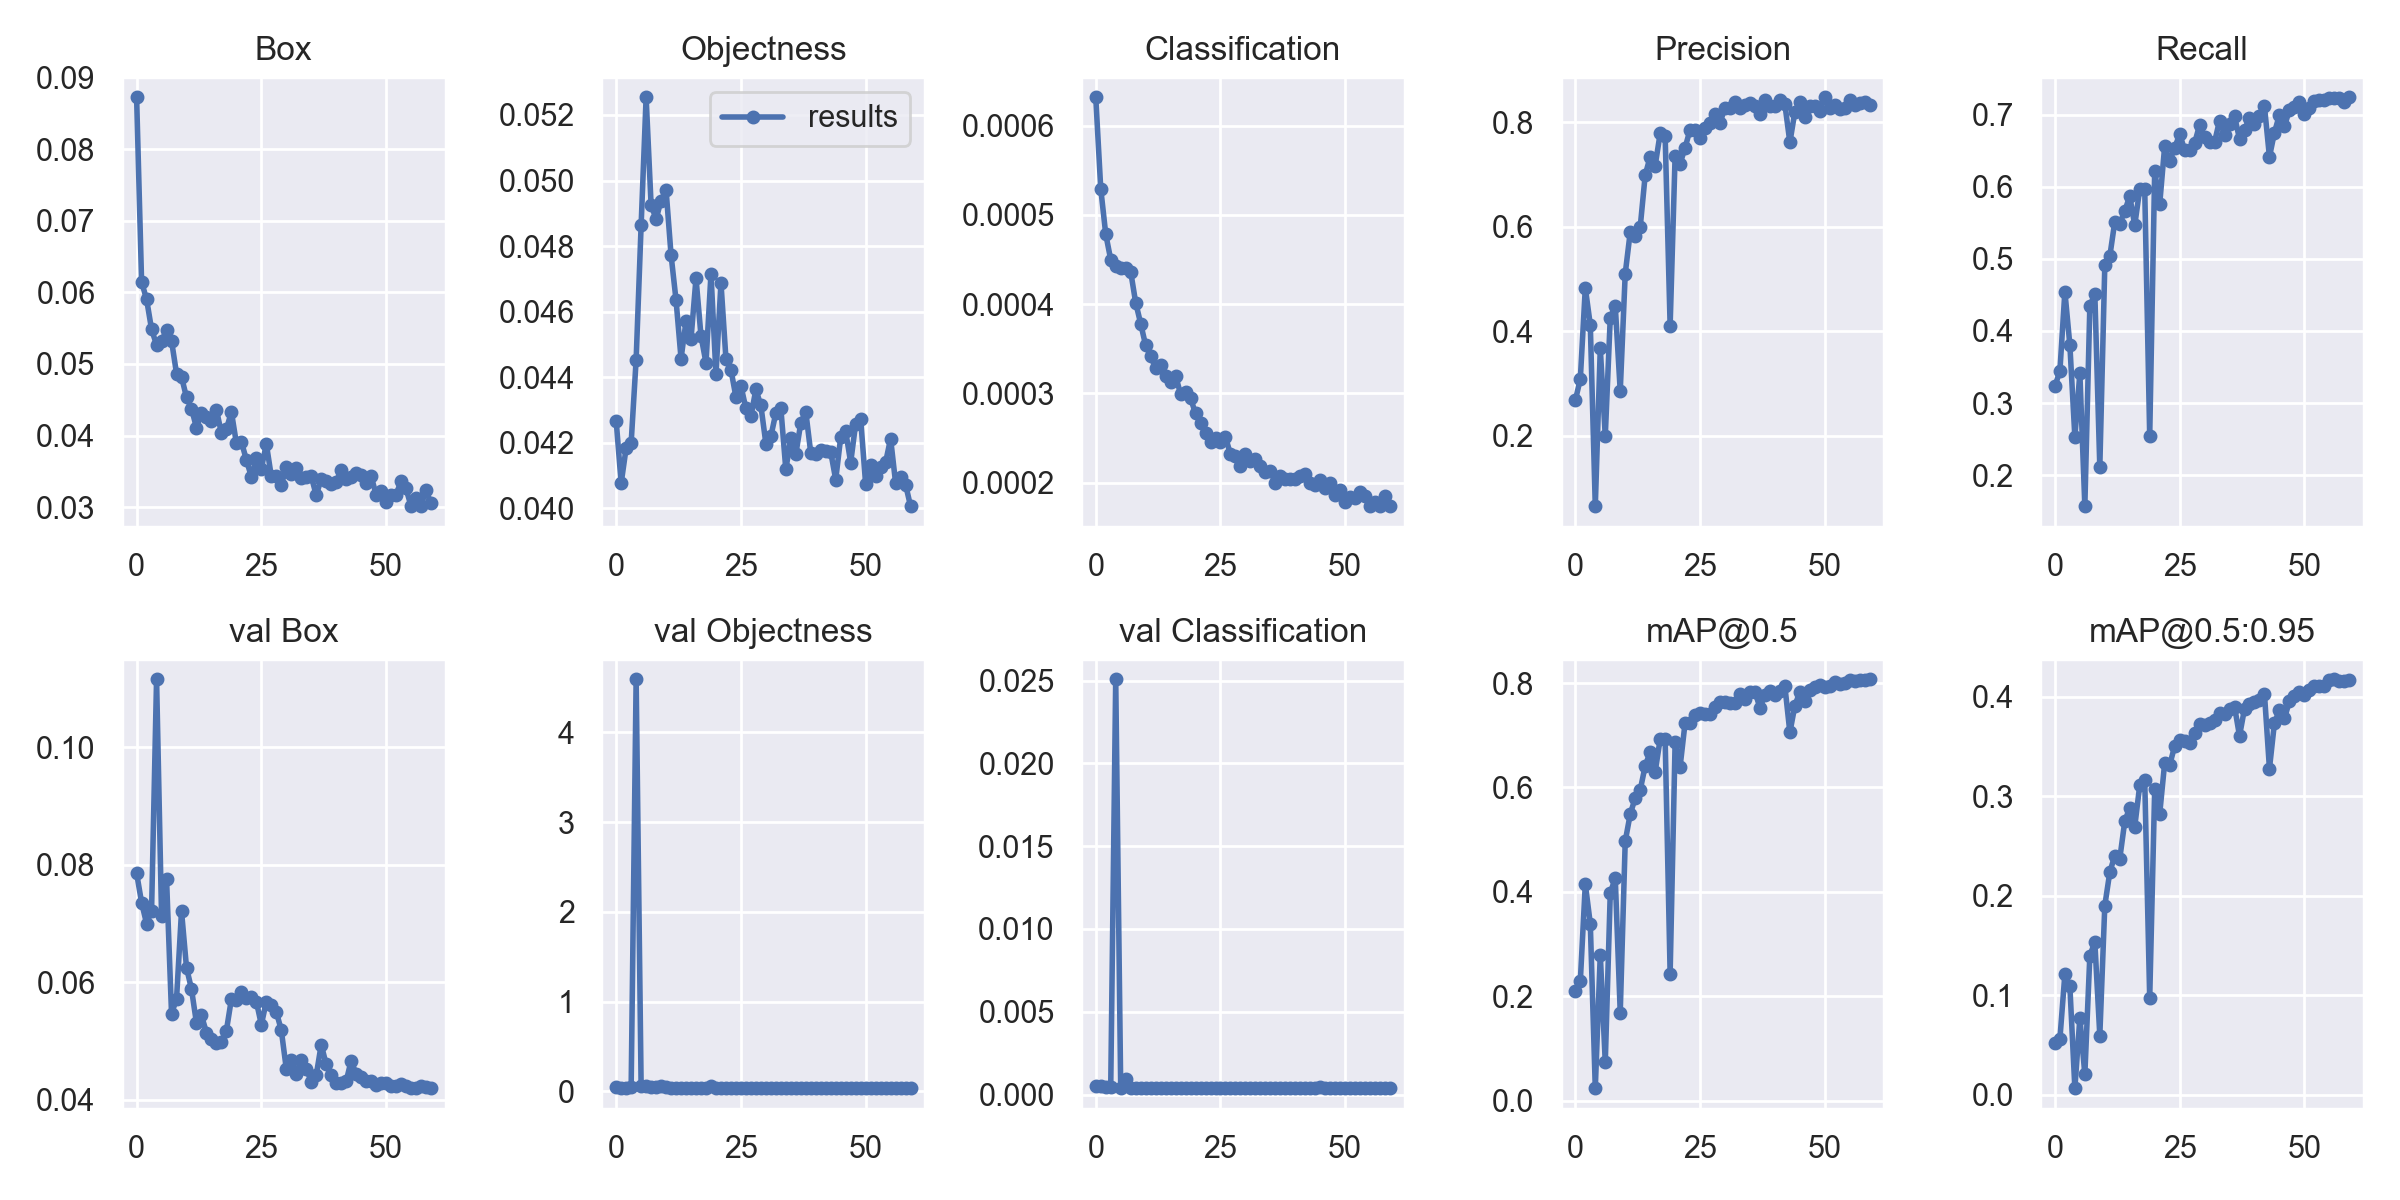 Box
0.09
0.08
0.07
0.06
0.05
0.04
0.03
0 25 50
Objectness
results
0.052
0.050
0.048
0.046
0.044
0.042
0.040
0 25 50
Classification
0.0006
0.0005
0.0004
0.0003
0.0002
0 25 50
Precision
0.8
0.6
0.4
0.2
0 25 50
Recall
0.7
0.6
0.5
0.4
0.3
0.2
0 25 50
val Box
0.10
0.08
0.06
0.04
0 25 50
val Objectness
4
3
2
1
0
0 25 50
val Classification
0.025
0.020
0.015
0.010
0.005
0.000
0 25 50
mAP@0.5
0.8
0.6
0.4
0.2
0.0
0 25 50
mAP@0.5:0.95
0.4
0.3
0.2
0.1
0.0
0 25 50